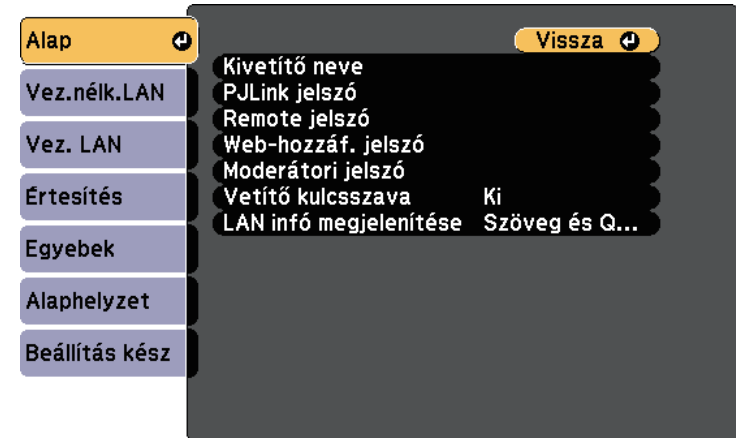 Alap
Vez.nélk.LAN
Vez. LAN
Értesítés
Egyebek
Alaphelyzet
Beállítás kész
Vissza
Kivetítő neve
PJLink jelszó
Remote jelszó
Web-hozzáf. jelszó
Moderátori jelszó
Vetítő kulcsszava Ki
LAN infó megjelenítése Szöveg és Q...